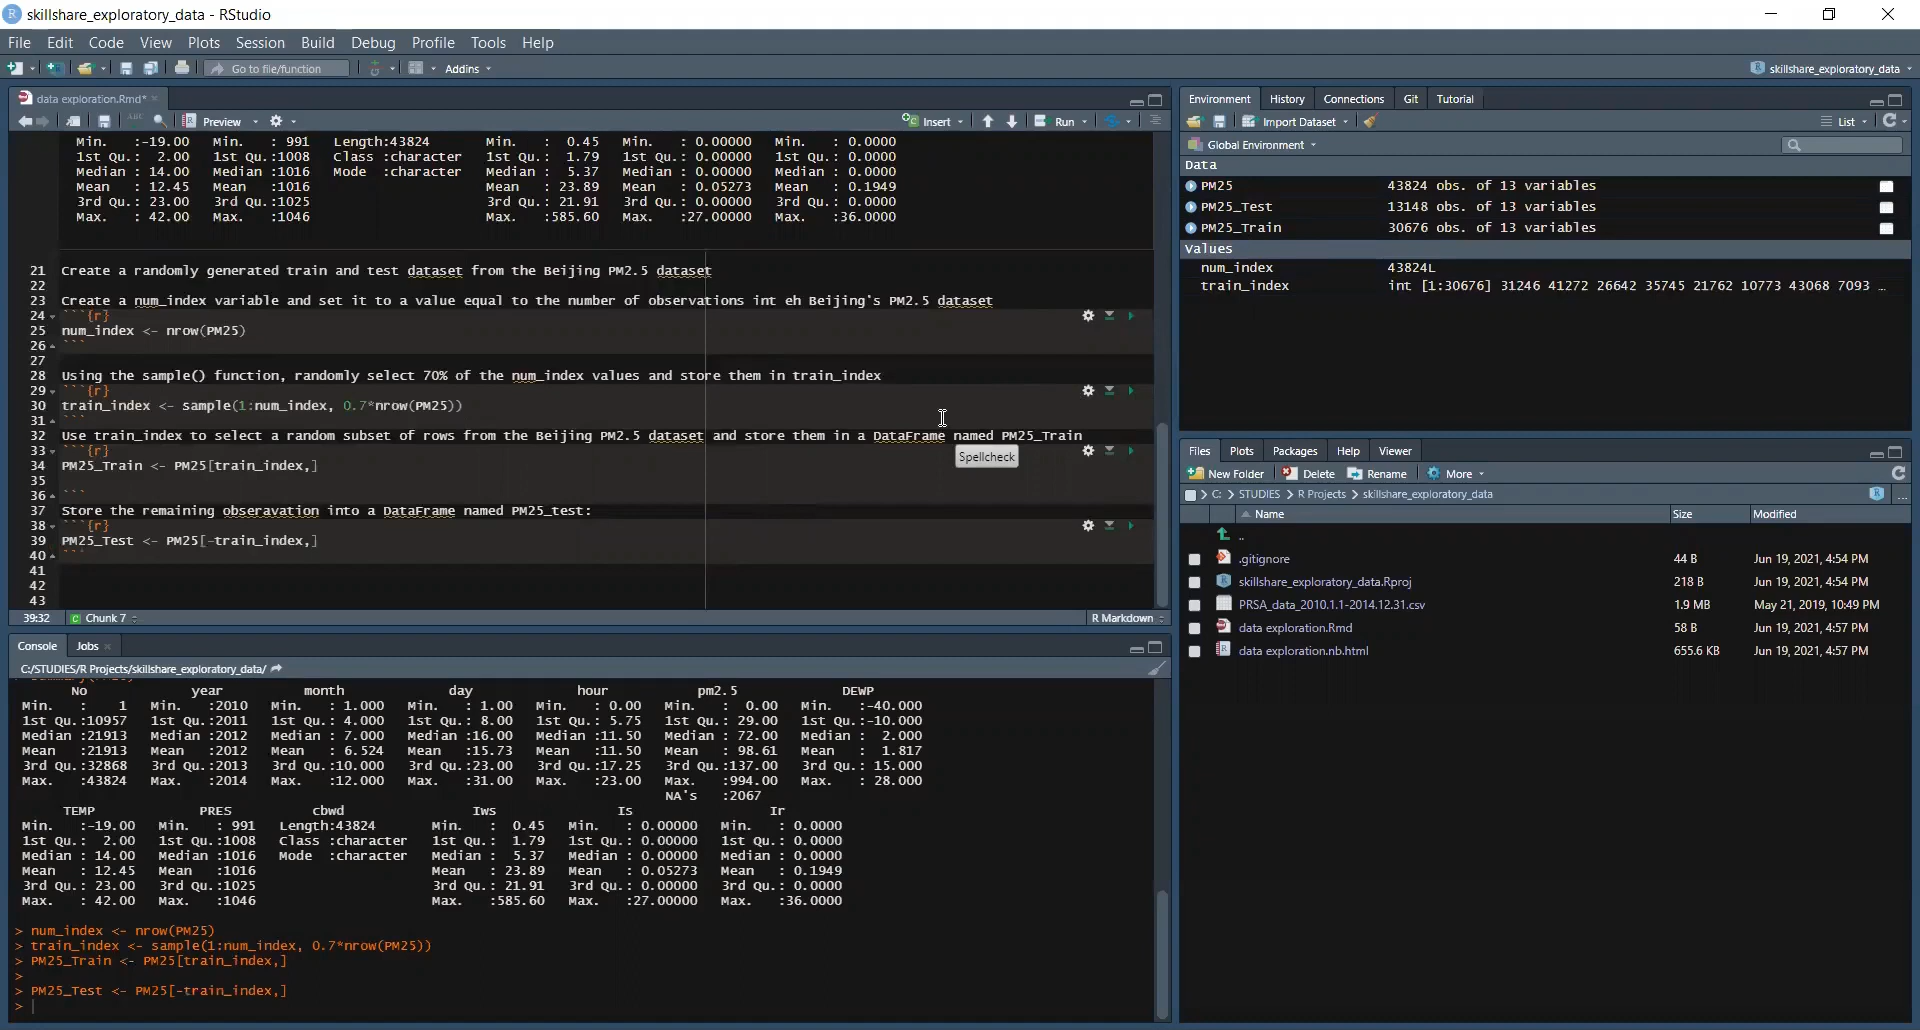 skillshare_exploratory_data - RStudio
File Edit Code View Plots Session Build Debug Profile Tools Help
Go to file/function Addins skillshare_exploratory_data
data exploration.Rmd*
ABC Preview Insert Run
Min. :-19.00 Min. : 991 Length:43824 Min. : 0.45 Min. : 0.00000 Min. : 0.0000
1st Qu.: 2.00 1st Qu.:1008 Class :character 1st Qu.: 1.79 1st Qu.: 0.00000 1st Qu.: 0.0000
Median : 14.00 Median :1016 Mode :character Median : 5.37 Median : 0.00000 Median : 0.0000
Mean : 12.45 Mean :1016 Mean : 23.89 Mean : 0.05273 Mean : 0.1949
3rd Qu.: 23.00 3rd Qu.:1025 3rd Qu.: 21.91 3rd Qu.: 0.00000 3rd Qu.: 0.0000
Max. : 42.00 Max. :1046 Max. :585.60 Max. :27.00000 Max. :36.0000
21 Create a randomly generated train and test dataset from the Beijing PM2.5 dataset
22
23 Create a num_index variable and set it to a value equal to the number of observations int eh Beijing's PM2.5 dataset
24 ```{r}
25 num_index <- nrow(PM25)
26 ```
27
28 Using the sample() function, randomly select 70% of the num_index values and store them in train_index
29 ```{r}
30 train_index <- sample(1:num_index, 0.7*nrow(PM25))
31 ```
32 Use train_index to select a random subset of rows from the Beijing PM2.5 dataset and store them in a DataFrame named PM25_Train
33 ```{r}
34 PM25_Train <- PM25[train_index,]
35
36 ```
37 Store the remaining obseravation into a DataFrame named PM25_test:
38 ```{r}
39 PM25_Test <- PM25[-train_index,]
40 ```
41
42
43
Spellcheck
39:32 Chunk 7 R Markdown
Console Jobs
C:/STUDIES/R Projects/skillshare_exploratory_data/
No year month day hour pm2.5 DEWP
Min. : 1 Min. :2010 Min. : 1.000 Min. : 1.00 Min. : 0.00 Min. : 0.00 Min. :-40.000
1st Qu.:10957 1st Qu.:2011 1st Qu.: 4.000 1st Qu.: 8.00 1st Qu.: 5.75 1st Qu.: 29.00 1st Qu.:-10.000
Median :21913 Median :2012 Median : 7.000 Median :16.00 Median :11.50 Median : 72.00 Median : 2.000
Mean :21913 Mean :2012 Mean : 6.524 Mean :15.73 Mean :11.50 Mean : 98.61 Mean : 1.817
3rd Qu.:32868 3rd Qu.:2013 3rd Qu.:10.000 3rd Qu.:23.00 3rd Qu.:17.25 3rd Qu.:137.00 3rd Qu.: 15.000
Max. :43824 Max. :2014 Max. :12.000 Max. :31.00 Max. :23.00 Max. :994.00 Max. : 28.000
NA's :2067
TEMP PRES cbwd Iws Is Ir
Min. :-19.00 Min. : 991 Length:43824 Min. : 0.45 Min. : 0.00000 Min. : 0.0000
1st Qu.: 2.00 1st Qu.:1008 Class :character 1st Qu.: 1.79 1st Qu.: 0.00000 1st Qu.: 0.0000
Median : 14.00 Median :1016 Mode :character Median : 5.37 Median : 0.00000 Median : 0.0000
Mean : 12.45 Mean :1016 Mean : 23.89 Mean : 0.05273 Mean : 0.1949
3rd Qu.: 23.00 3rd Qu.:1025 3rd Qu.: 21.91 3rd Qu.: 0.00000 3rd Qu.: 0.0000
Max. : 42.00 Max. :1046 Max. :585.60 Max. :27.00000 Max. :36.0000
> num_index <- nrow(PM25)
> train_index <- sample(1:num_index, 0.7*nrow(PM25))
> PM25_Train <- PM25[train_index,]
>
> PM25_Test <- PM25[-train_index,]
>
Environment History Connections Git Tutorial
Import Dataset List
Global Environment
Data
PM25 43824 obs. of 13 variables
PM25_Test 13148 obs. of 13 variables
PM25_Train 30676 obs. of 13 variables
Values
num_index 43824L
train_index int [1:30676] 31246 41272 26642 35745 21762 10773 43068 7093 …
Files Plots Packages Help Viewer
New Folder Delete Rename More
C: > STUDIES > R Projects > skillshare_exploratory_data ...
Name Size Modified
..
.gitignore 44 B Jun 19, 2021, 4:54 PM
skillshare_exploratory_data.Rproj 218 B Jun 19, 2021, 4:54 PM
PRSA_data_2010.1.1-2014.12.31.csv 1.9 MB May 21, 2019, 10:49 PM
data exploration.Rmd 58 B Jun 19, 2021, 4:57 PM
data exploration.nb.html 655.6 KB Jun 19, 2021, 4:57 PM